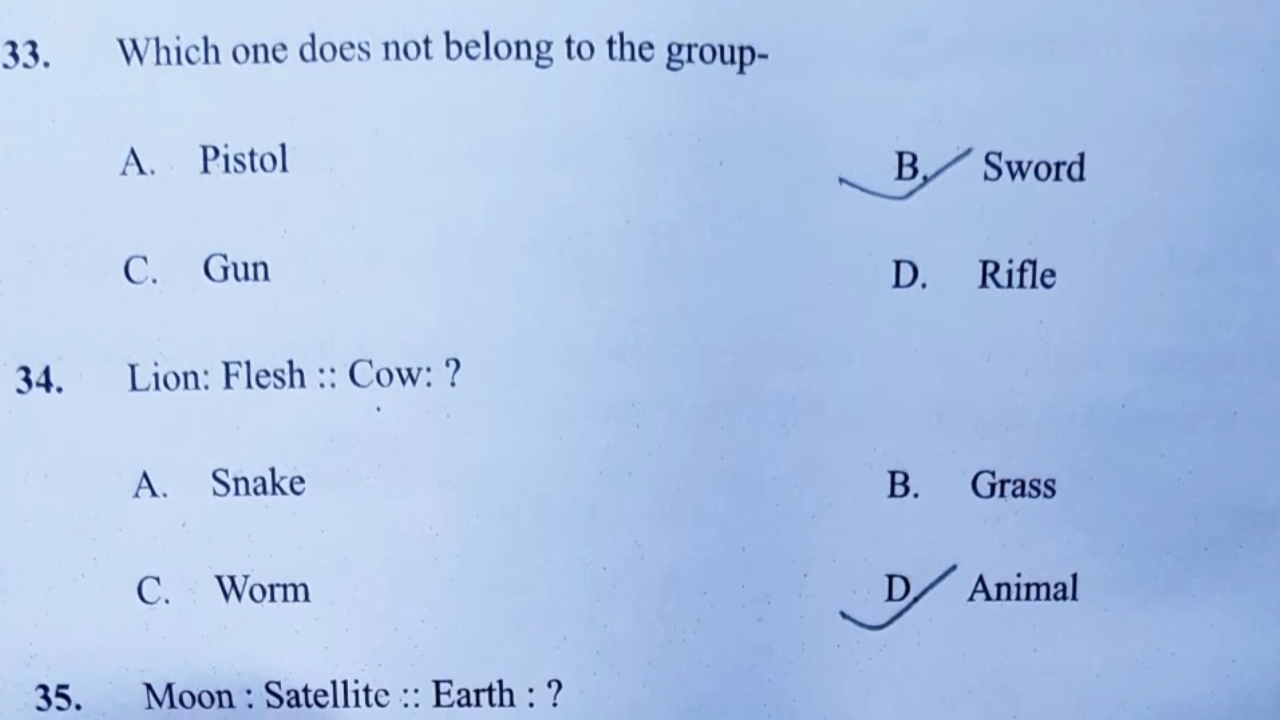 33. Which one does not belong to the group-
A. Pistol B. Sword
C. Gun D. Rifle
34. Lion: Flesh :: Cow: ?
A. Snake B. Grass
C. Worm D. Animal
35. Moon : Satellite :: Earth : ?